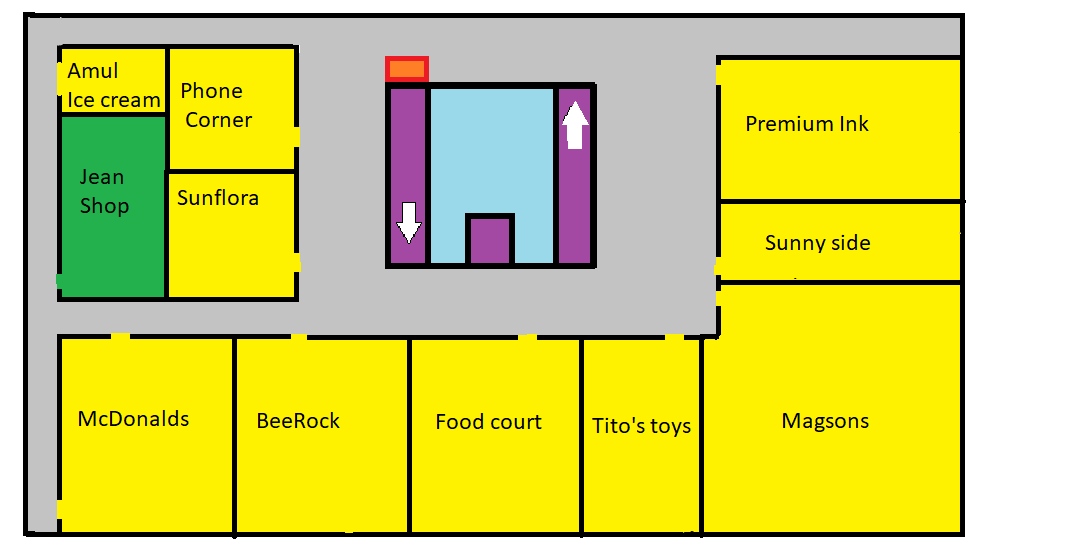 Amul
Ice cream
Phone
Corner
Jean
Shop
Sunflora
Premium Ink
Sunny side
McDonalds
BeeRock
Food court
Tito's toys
Magsons